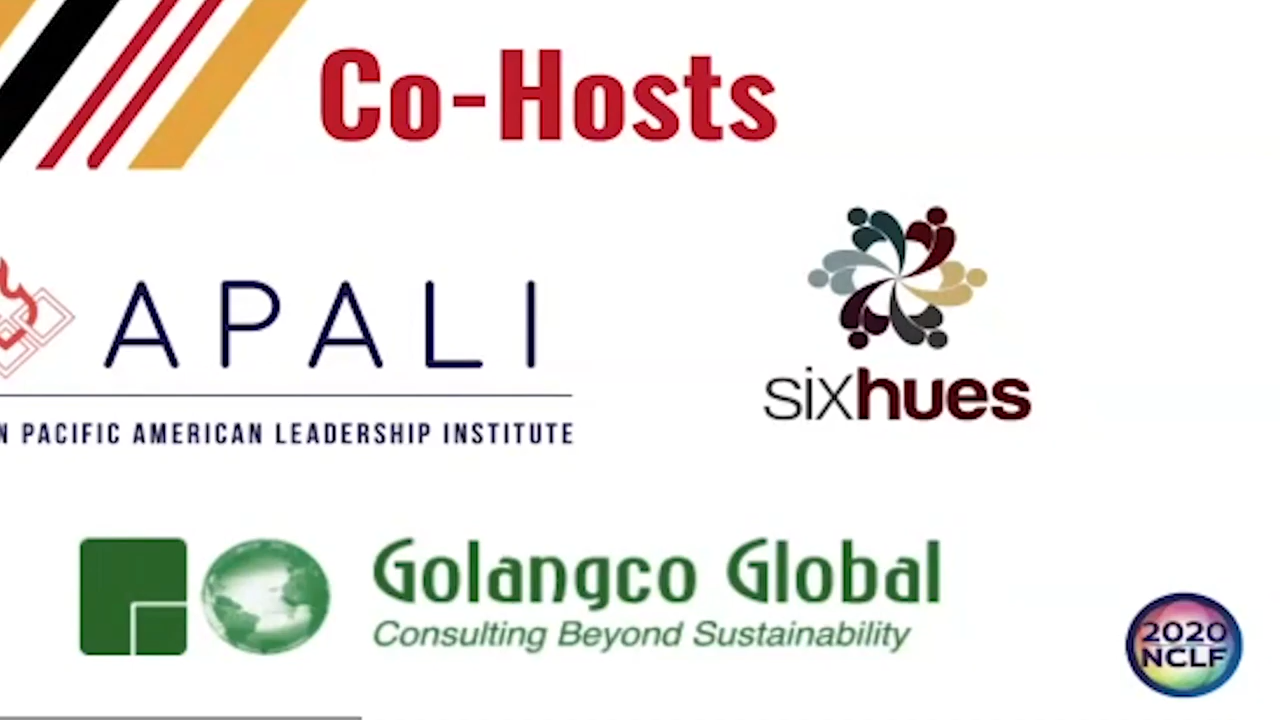 Co-Hosts
APALI
N PACIFIC AMERICAN LEADERSHIP INSTITUTE
sixhues
Golangco Global
Consulting Beyond Sustainability
2020
NCLF